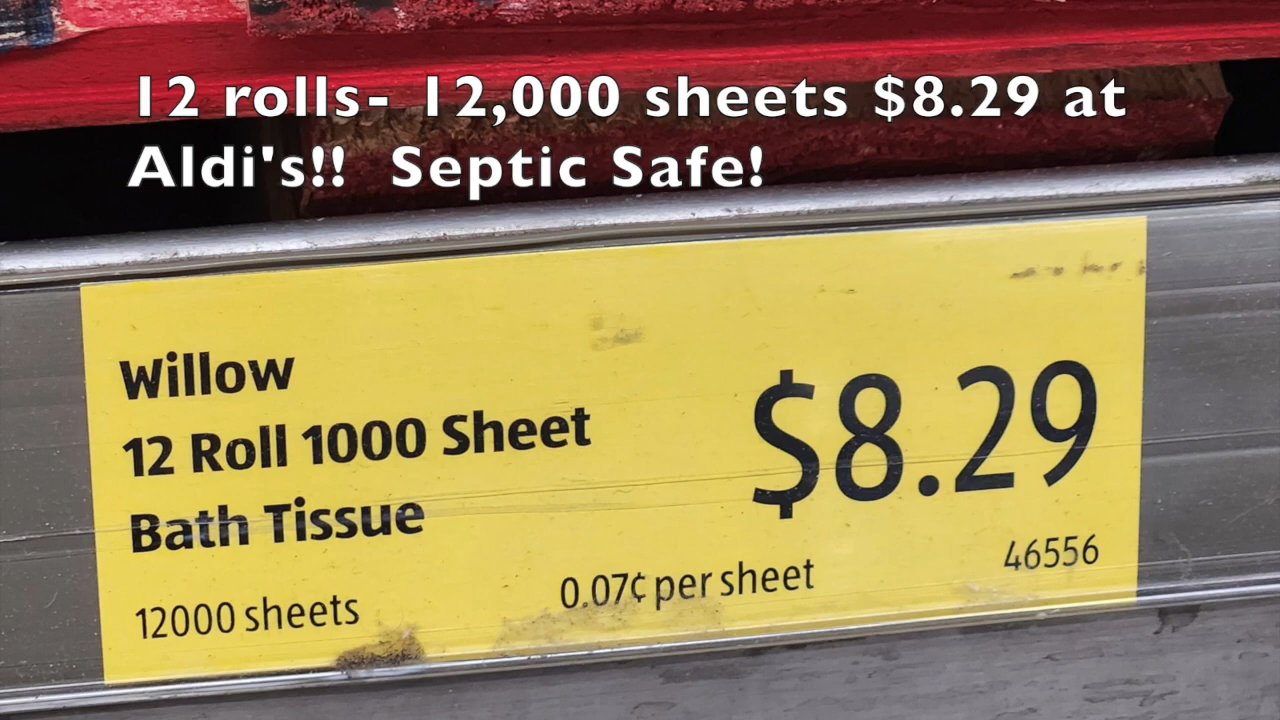 12 rolls- 12,000 sheets $8.29 at
Aldi's!!  Septic Safe!
Willow
12 Roll 1000 Sheet
Bath Tissue
$8.29
12000 sheets
0.07¢ per sheet
46556